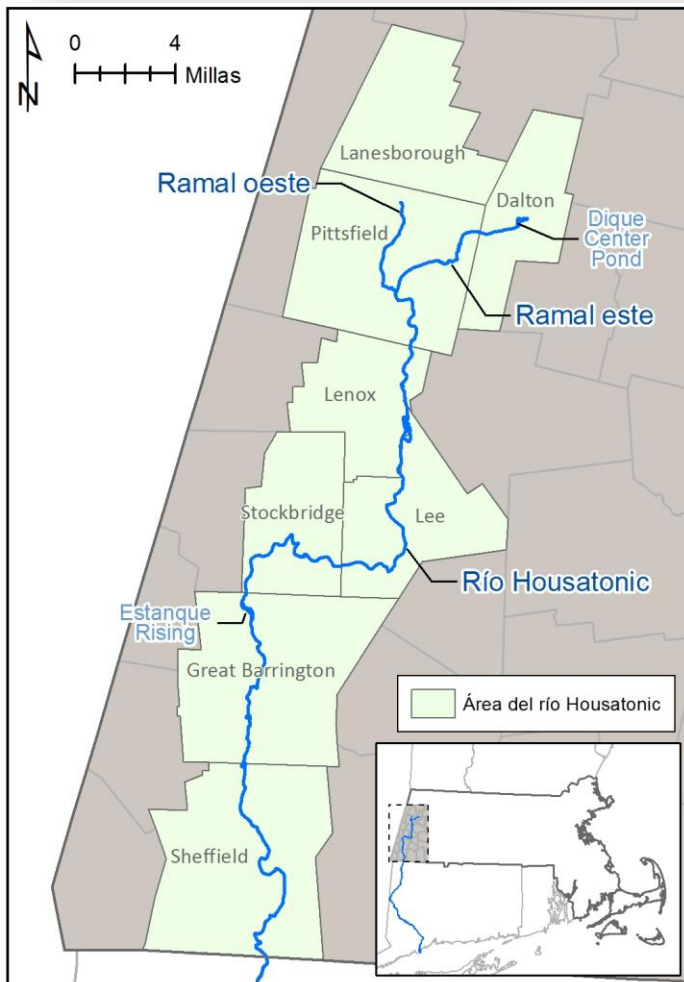 0 4
Millas
N
Lanesborough
Ramal oeste
Dalton
Pittsfield
Dique
Center
Pond
Ramal este
Lenox
Stockbridge
Lee
Río Housatonic
Estanque
Rising
Great Barrington
Área del río Housatonic
Sheffield